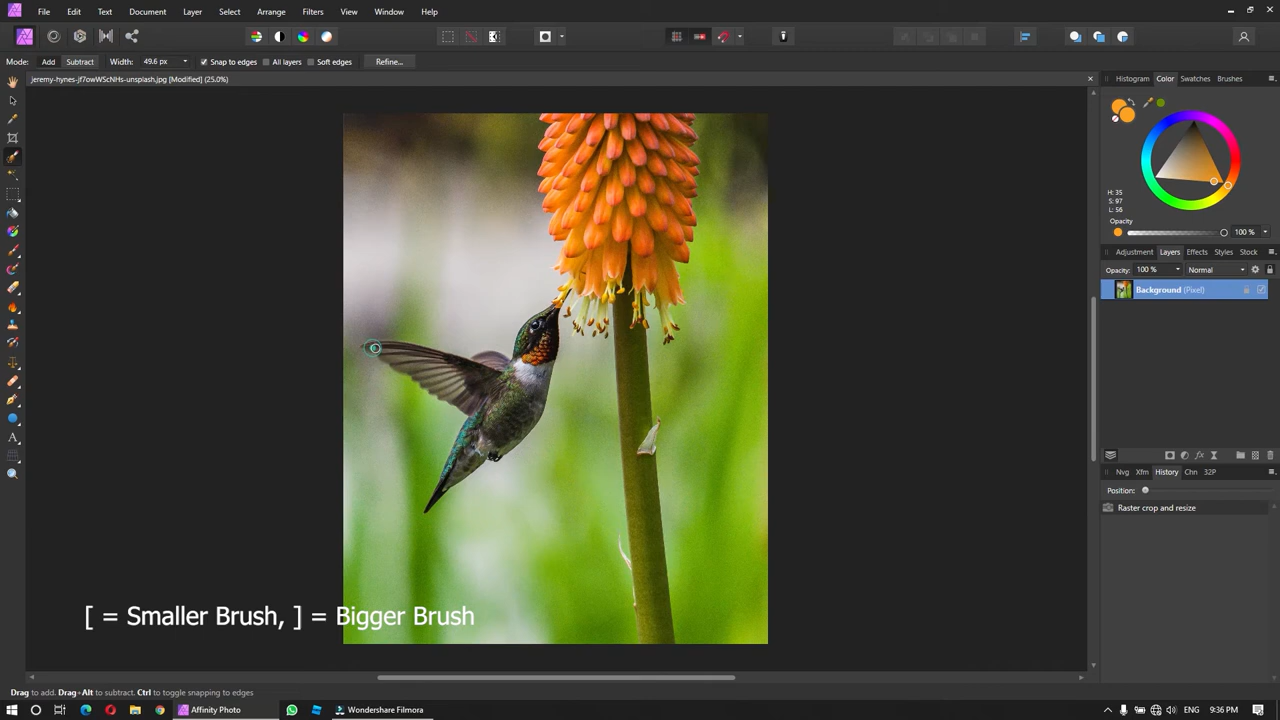 File Edit Text Document Layer Select Arrange Filters View Window Help
Mode: Add Subtract Width: 49.6 px Snap to edges All layers Soft edges Refine...
jeremy-hynes-jf7owWScNHs-unsplash.jpg [Modified] (25.0%)
Histogram Color Swatches Brushes
H: 35
S: 97
L: 56
Opacity
100 %
Adjustment Layers Effects Styles Stock
Opacity: 100 % Normal
Background (Pixel)
Nvg Xfm History Chn 32P
Position:
Raster crop and resize
[ = Smaller Brush, ] = Bigger Brush
Drag to add. Drag+Alt to subtract. Ctrl to toggle snapping to edges
Affinity Photo Wondershare Filmora ENG 9:36 PM